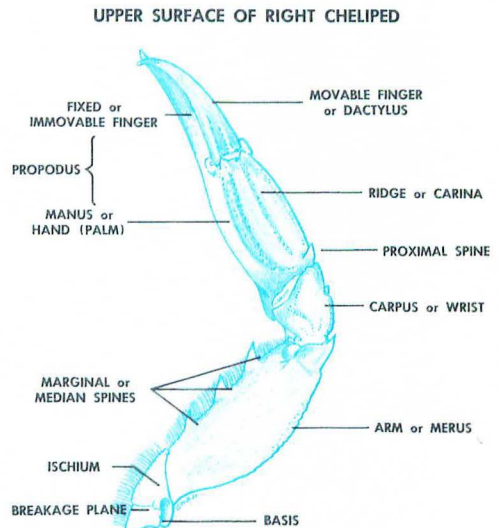 UPPER SURFACE OF RIGHT CHELIPED
MOVABLE FINGER
or DACTYLUS
FIXED or
IMMOVABLE FINGER
PROPODUS
RIDGE or CARINA
MANUS or
HAND (PALM)
PROXIMAL SPINE
CARPUS or WRIST
MARGINAL or
MEDIAN SPINES
ARM or MERUS
ISCHIUM
BREAKAGE PLANE
BASIS